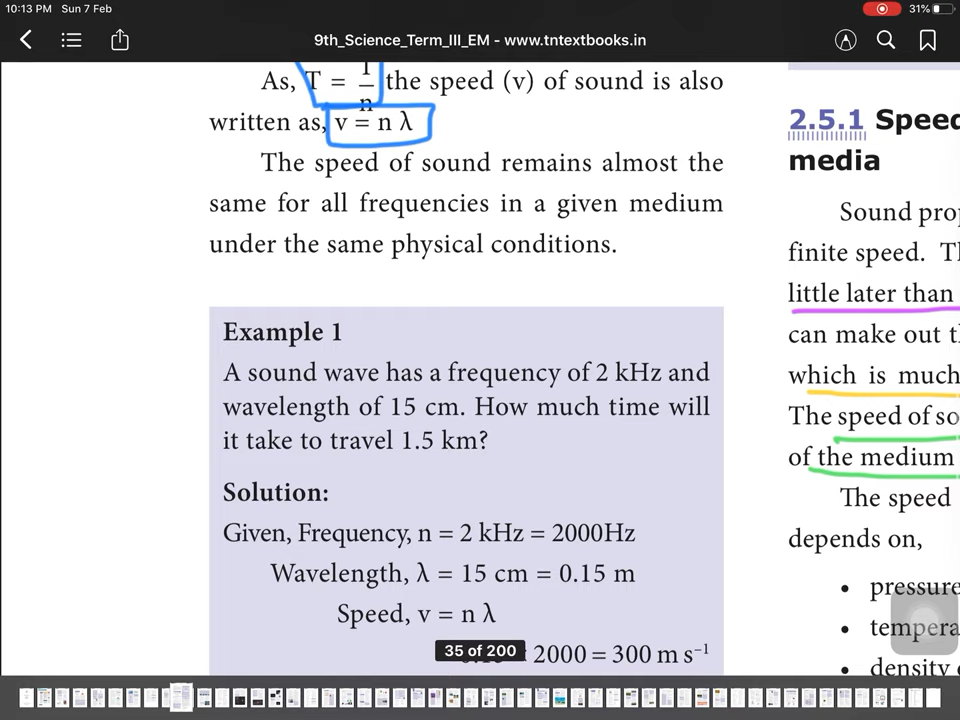 10:13 PM Sun 7 Feb
31%
9th_Science_Term_III_EM - www.tntextbooks.in
As, T = 1/n the speed (v) of sound is also
written as, v = n λ
The speed of sound remains almost the
same for all frequencies in a given medium
under the same physical conditions.
Example 1
A sound wave has a frequency of 2 kHz and
wavelength of 15 cm. How much time will
it take to travel 1.5 km?
Solution:
Given, Frequency, n = 2 kHz = 2000Hz
Wavelength, λ = 15 cm = 0.15 m
Speed, v = n λ
2000 = 300 m s⁻¹
35 of 200
2.5.1 Speed
media
Sound prop
finite speed. Th
little later than
can make out th
which is much
The speed of so
of the medium
The speed
depends on,
• pressure
• tempera
• density